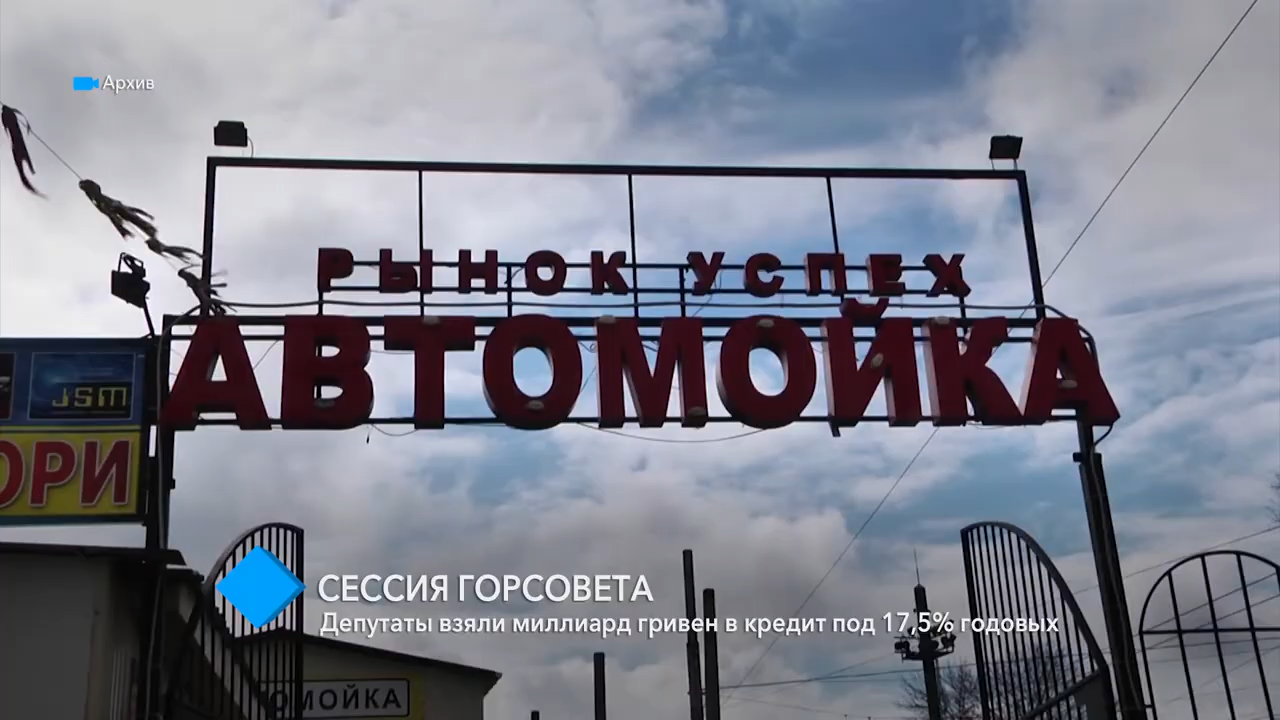 Архив
РЫНОК УСПЕХ
АВТОМОЙКА
JSM
ОРИ
СЕССИЯ ГОРСОВЕТА
Депутаты взяли миллиард гривен в кредит под 17,5% годовых
ОМОЙКА